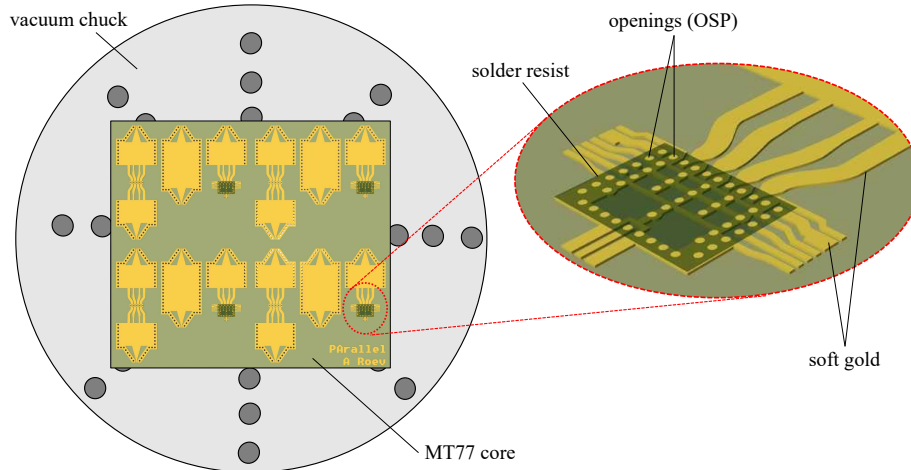 vacuum chuck
openings (OSP)
solder resist
PArallel
A Roev
soft gold
MT77 core